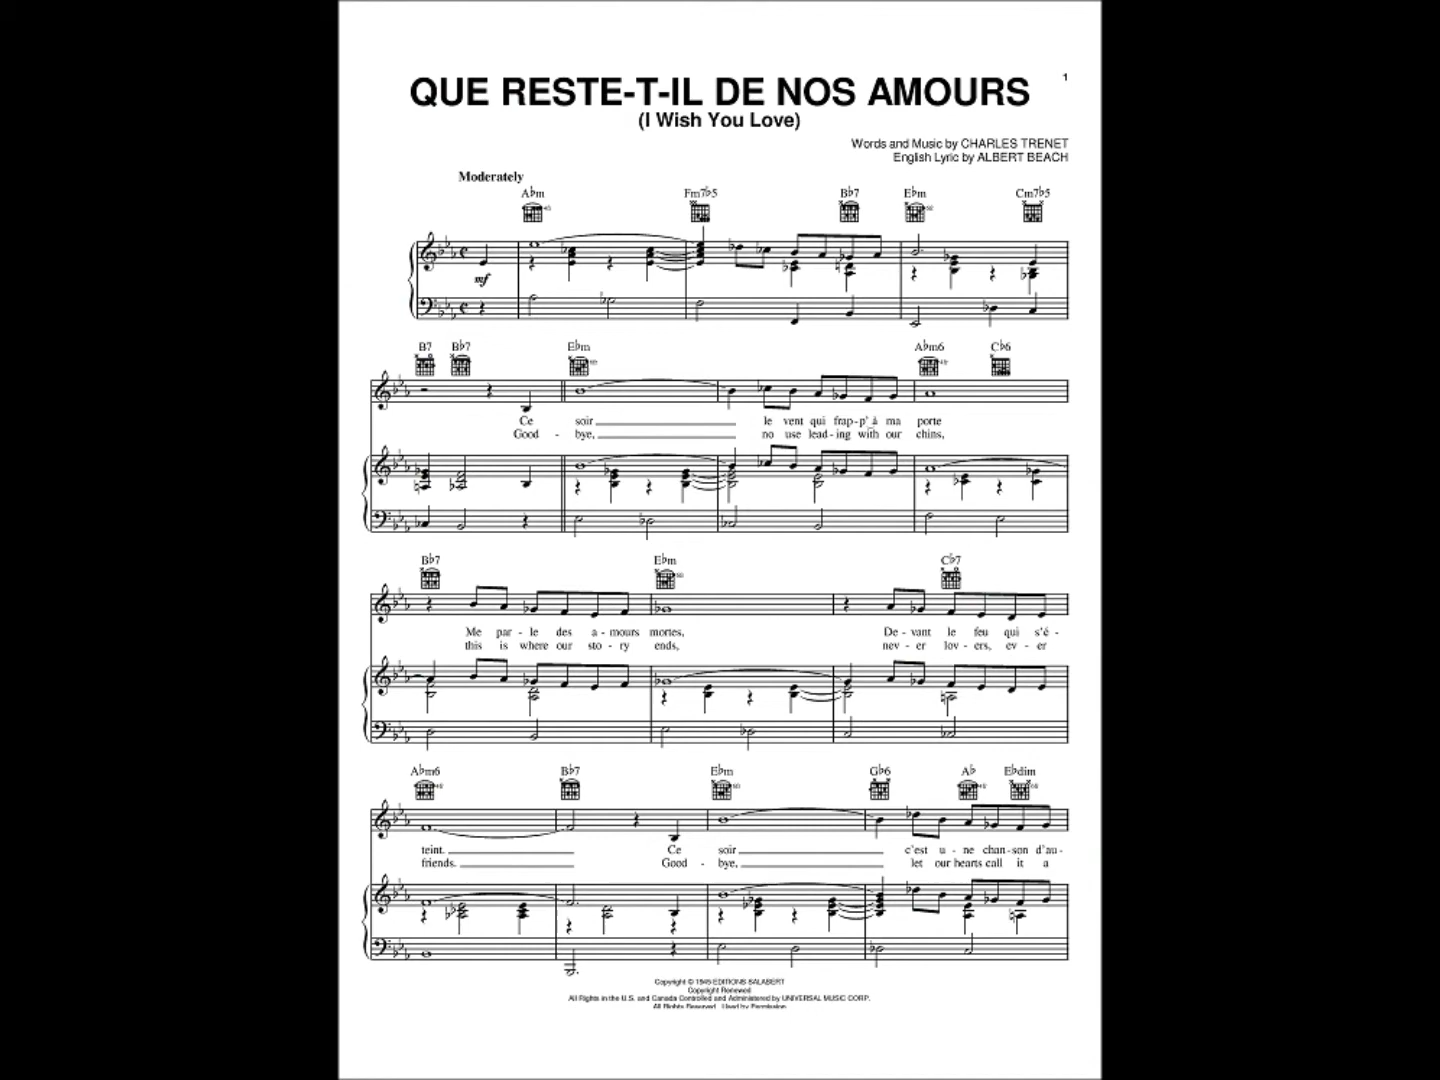 QUE RESTE-T-IL DE NOS AMOURS
1
(I Wish You Love)
Words and Music by CHARLES TRENET
English Lyric by ALBERT BEACH
Moderately
A♭m Fm7♭5 B♭7 E♭m Cm7♭5
mf
B7 B♭7 E♭m A♭m6 C♭6
Ce soir le vent qui frap-p' à ma porte
Good - bye, no use lead - ing with our chins,
B♭7 E♭m C♭7
Me par - le des a - mours mortes, De - vant le feu qui s'é -
this is where our sto - ry ends, nev - er lov - ers, ev - er
A♭m6 B♭7 E♭m G♭6 A♭ E♭dim
teint. Ce soir c'est u - ne chan-son d'au-
friends. Good - bye, let our hearts call it a
Copyright © 1945 EDITIONS SALABERT
Copyright Renewed
All Rights in the U.S. and Canada Controlled and Administered by UNIVERSAL MUSIC CORP.
All Rights Reserved Used by Permission